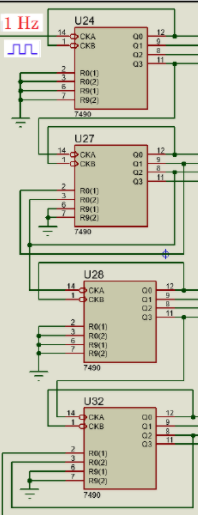 1 Hz
U24
14 CKA Q0 12
1 CKB Q1 9
Q2 8
Q3 11
2 R0(1)
3 R0(2)
6 R9(1)
7 R9(2)
7490
U27
14 CKA Q0 12
1 CKB Q1 9
Q2 8
Q3 11
2 R0(1)
3 R0(2)
6 R9(1)
7 R9(2)
7490
U28
14 CKA Q0 12
1 CKB Q1 9
Q2 8
Q3 11
2 R0(1)
3 R0(2)
6 R9(1)
7 R9(2)
7490
U32
14 CKA Q0 12
1 CKB Q1 9
Q2 8
Q3 11
2 R0(1)
3 R0(2)
6 R9(1)
7 R9(2)
7490